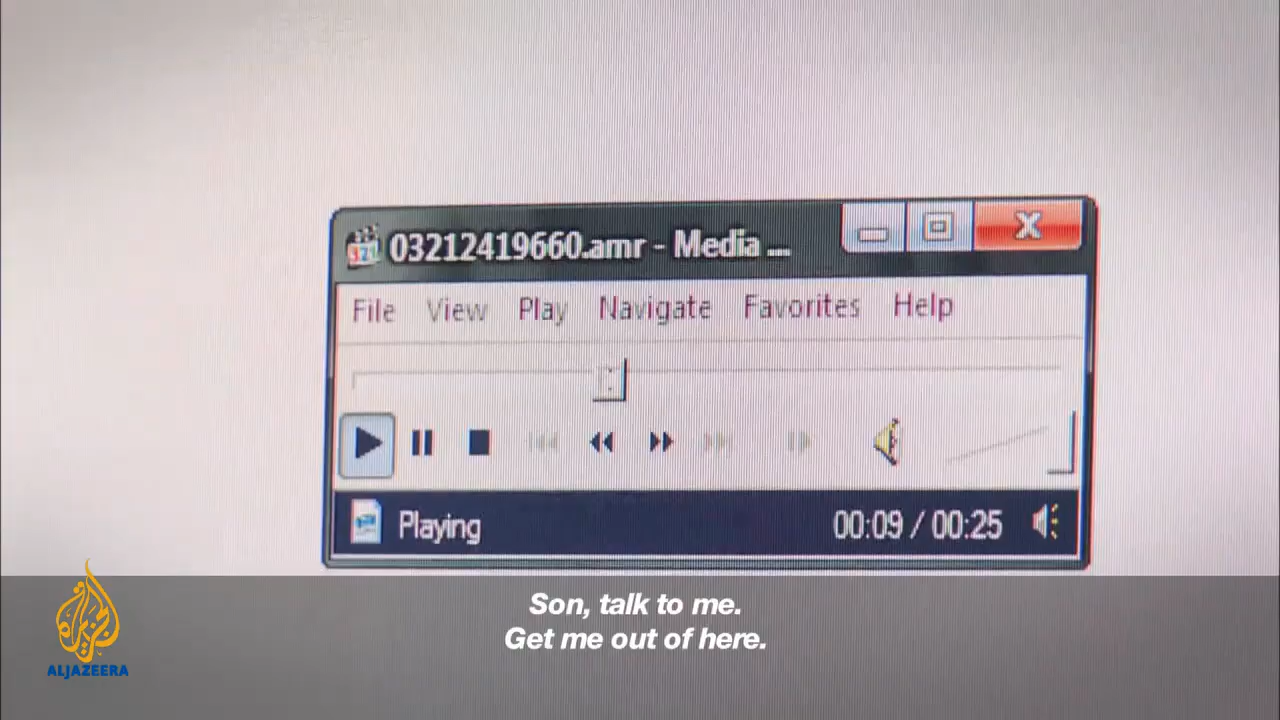 03212419660.amr - Media ...
File View Play Navigate Favorites Help
Playing 00:09 / 00:25
Son, talk to me.
Get me out of here.
الجزيرة
ALJAZEERA